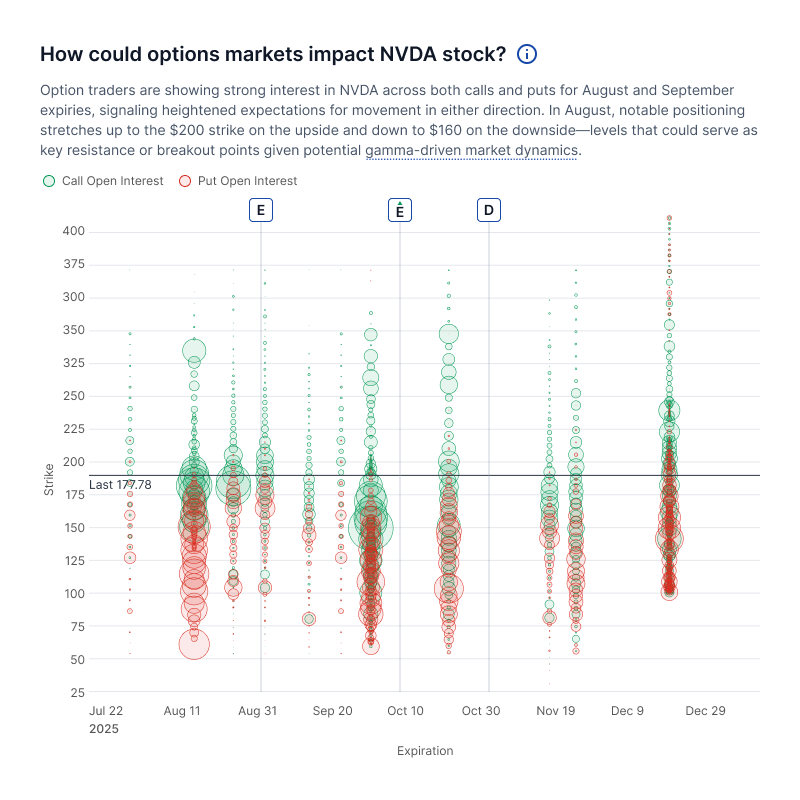 How could options markets impact NVDA stock?
Option traders are showing strong interest in NVDA across both calls and puts for August and September
expiries, signaling heightened expectations for movement in either direction. In August, notable positioning
stretches up to the $200 strike on the upside and down to $160 on the downside—levels that could serve as
key resistance or breakout points given potential gamma-driven market dynamics.
Call Open Interest Put Open Interest
E E D
400
375
300
350
325
250
225
200
Last 177.78
175
150
125
100
75
50
25
Strike
Jul 22 Aug 11 Aug 31 Sep 20 Oct 10 Oct 30 Nov 19 Dec 9 Dec 29
2025
Expiration